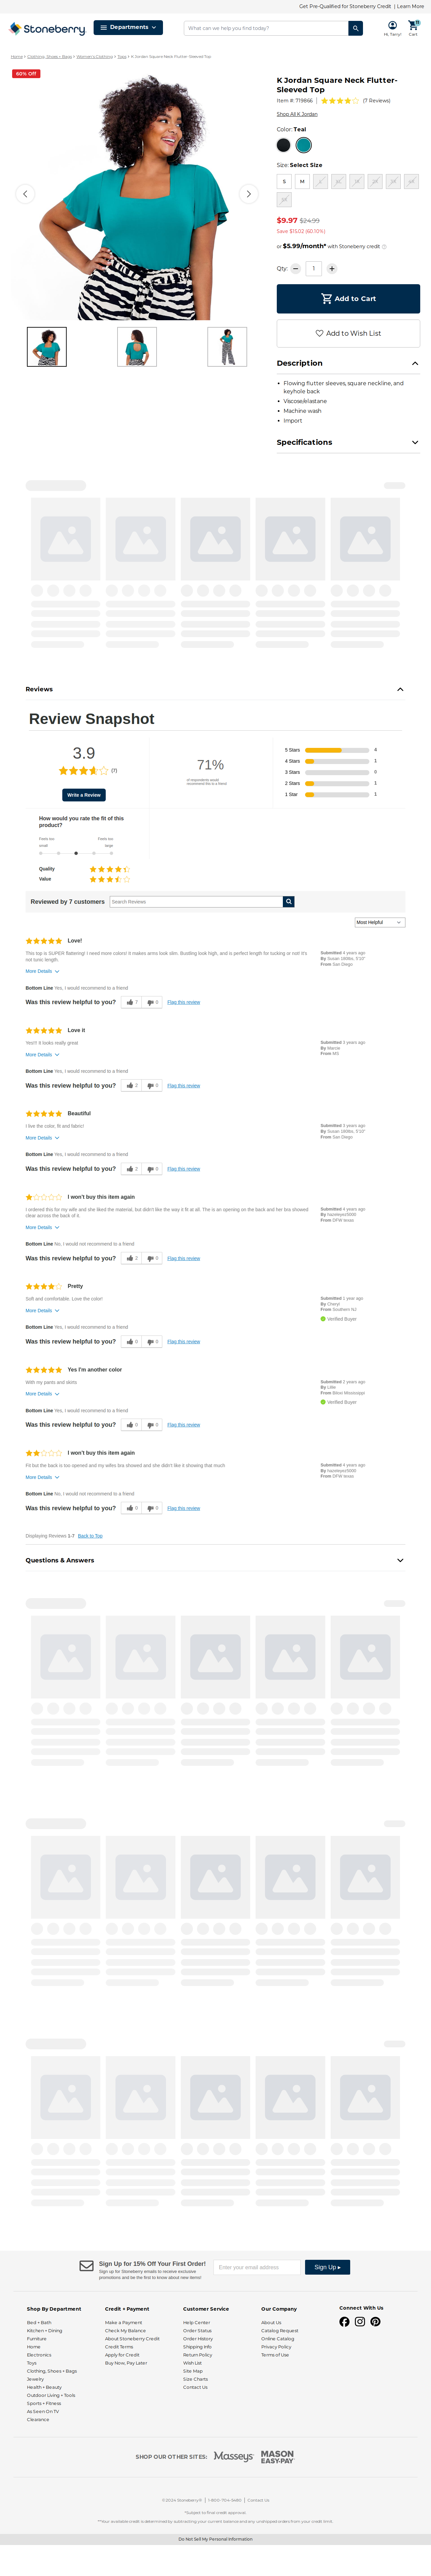 Get Pre-Qualified for Stoneberry Credit | Learn More
Stoneberry
Departments
What can we help you find today?
Hi, Tarry!
Cart
Home > Clothing, Shoes + Bags > Women's Clothing > Tops > K Jordan Square Neck Flutter-Sleeved Top
60% Off
K Jordan Square Neck Flutter-Sleeved Top
Item #: 719866 | (7 Reviews)
Shop All K Jordan
Color: Teal
Size: Select Size
S M
$9.97 $24.99
Save $15.02 (60.10%)
or $5.99/month* with Stoneberry credit
Qty: 1
Add to Cart
Add to Wish List
Description
Flowing flutter sleeves, square neckline, and keyhole back
Viscose/elastane
Machine wash
Import
Specifications
Reviews
Review Snapshot
3.9
(7)
Write a Review
71%
of respondents would recommend this to a friend
5 Stars 4
4 Stars 1
3 Stars 0
2 Stars 1
1 Star 1
How would you rate the fit of this product?
Feels too small
Feels too large
Quality
Value
Reviewed by 7 customers
Search Reviews
Most Helpful
Love!
This top is SUPER flattering! I need more colors! It makes arms look slim. Bustling look high, and is perfect length for tucking or not! It's not tunic length.
More Details
Submitted 4 years ago
By Susan 180lbs, 5'10"
From San Diego
Bottom Line Yes, I would recommend to a friend
Was this review helpful to you? 7 0 Flag this review
Love it
Yes!!! It looks really great
More Details
Submitted 3 years ago
By Marcia
From MS
Bottom Line Yes, I would recommend to a friend
Was this review helpful to you? 2 0 Flag this review
Beautiful
I love the color, fit and fabric!
More Details
Submitted 3 years ago
By Susan 180lbs, 5'10"
From San Diego
Bottom Line Yes, I would recommend to a friend
Was this review helpful to you? 2 0 Flag this review
I won't buy this item again
I ordered this for my wife and she liked the material, but didn't like the way it fit at all. The is an opening on the back and her bra showed clear across the back of it
More Details
Submitted 4 years ago
By hazeleyez5000
From DFW texas
Bottom Line No, I would not recommend to a friend
Was this review helpful to you? 2 0 Flag this review
Pretty
Soft and comfortable. Love the color!
More Details
Submitted 1 year ago
By Cheryl
From Southern NJ
Verified Buyer
Bottom Line Yes, I would recommend to a friend
Was this review helpful to you? 0 0 Flag this review
Yes I'm another color
With my pants and skirts
More Details
Submitted 2 years ago
By Lillie
From Biloxi Mississippi
Verified Buyer
Bottom Line Yes, I would recommend to a friend
Was this review helpful to you? 0 0 Flag this review
I won't buy this item again
Fit but the back is too opened and my wifes bra showed and she didn't like it showing that much
More Details
Submitted 4 years ago
By hazeleyez5000
From DFW texas
Bottom Line No, I would not recommend to a friend
Was this review helpful to you? 0 0 Flag this review
Displaying Reviews 1-7 Back to Top
Questions & Answers
Sign Up for 15% Off Your First Order!
Sign up for Stoneberry emails to receive exclusive promotions and be the first to know about new items!
Enter your email address
Sign Up ▸
Shop By Department
Bed + Bath
Kitchen + Dining
Furniture
Home
Electronics
Toys
Clothing, Shoes + Bags
Jewelry
Health + Beauty
Outdoor Living + Tools
Sports + Fitness
As Seen On TV
Clearance
Credit + Payment
Make a Payment
Check My Balance
About Stoneberry Credit
Credit Terms
Apply for Credit
Buy Now, Pay Later
Customer Service
Help Center
Order Status
Order History
Shipping Info
Return Policy
Wish List
Site Map
Size Charts
Contact Us
Our Company
About Us
Catalog Request
Online Catalog
Privacy Policy
Terms of Use
Connect With Us
SHOP OUR OTHER SITES: Masseys MASON EASY-PAY
©2024 Stoneberry® | 1-800-704-5480 | Contact Us
*Subject to final credit approval.
**Your available credit is determined by subtracting your current balance and any unshipped orders from your credit limit.
Do Not Sell My Personal Information